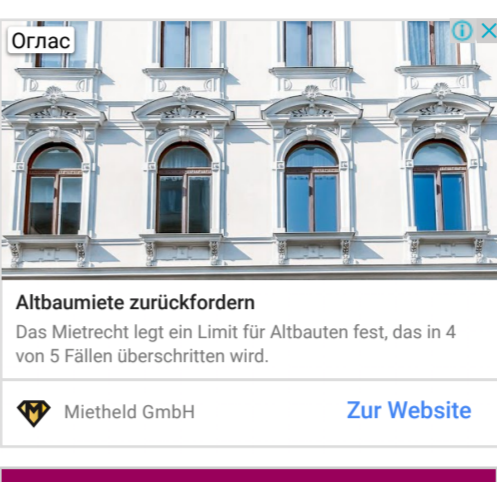 Оглас
Altbaumiete zurückfordern
Das Mietrecht legt ein Limit für Altbauten fest, das in 4
von 5 Fällen überschritten wird.
Mietheld GmbH
Zur Website